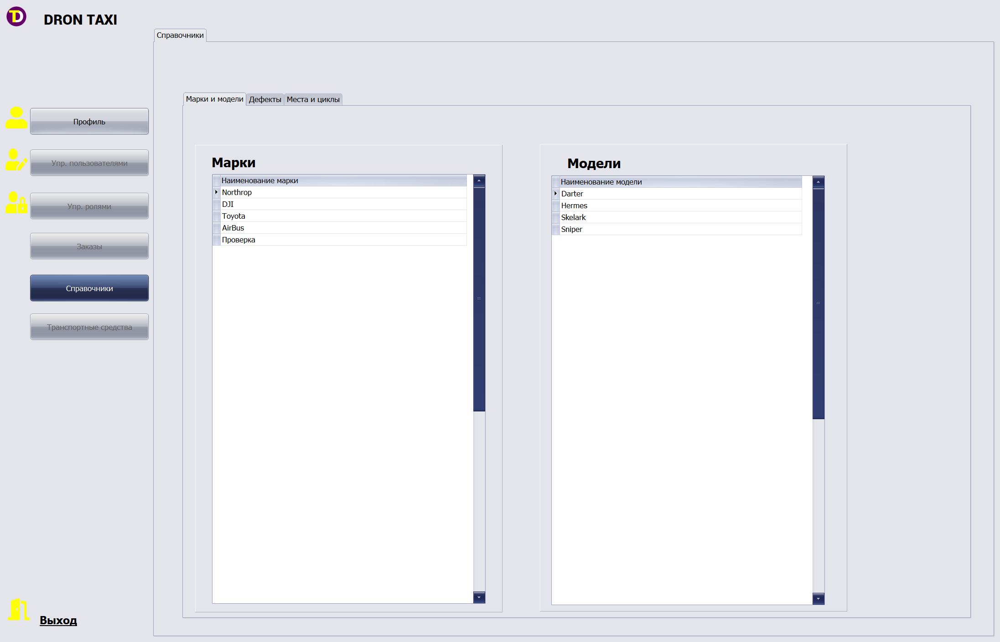 TD
DRON TAXI
Справочники
Марки и модели Дефекты Места и циклы
Профиль
Упр. пользователями
Упр. ролями
Заказы
Справочники
Транспортные средства
Выход
Марки
Наименование марки
Northrop
DJI
Toyota
AirBus
Проверка
Модели
Наименование модели
Darter
Hermes
Skelark
Sniper